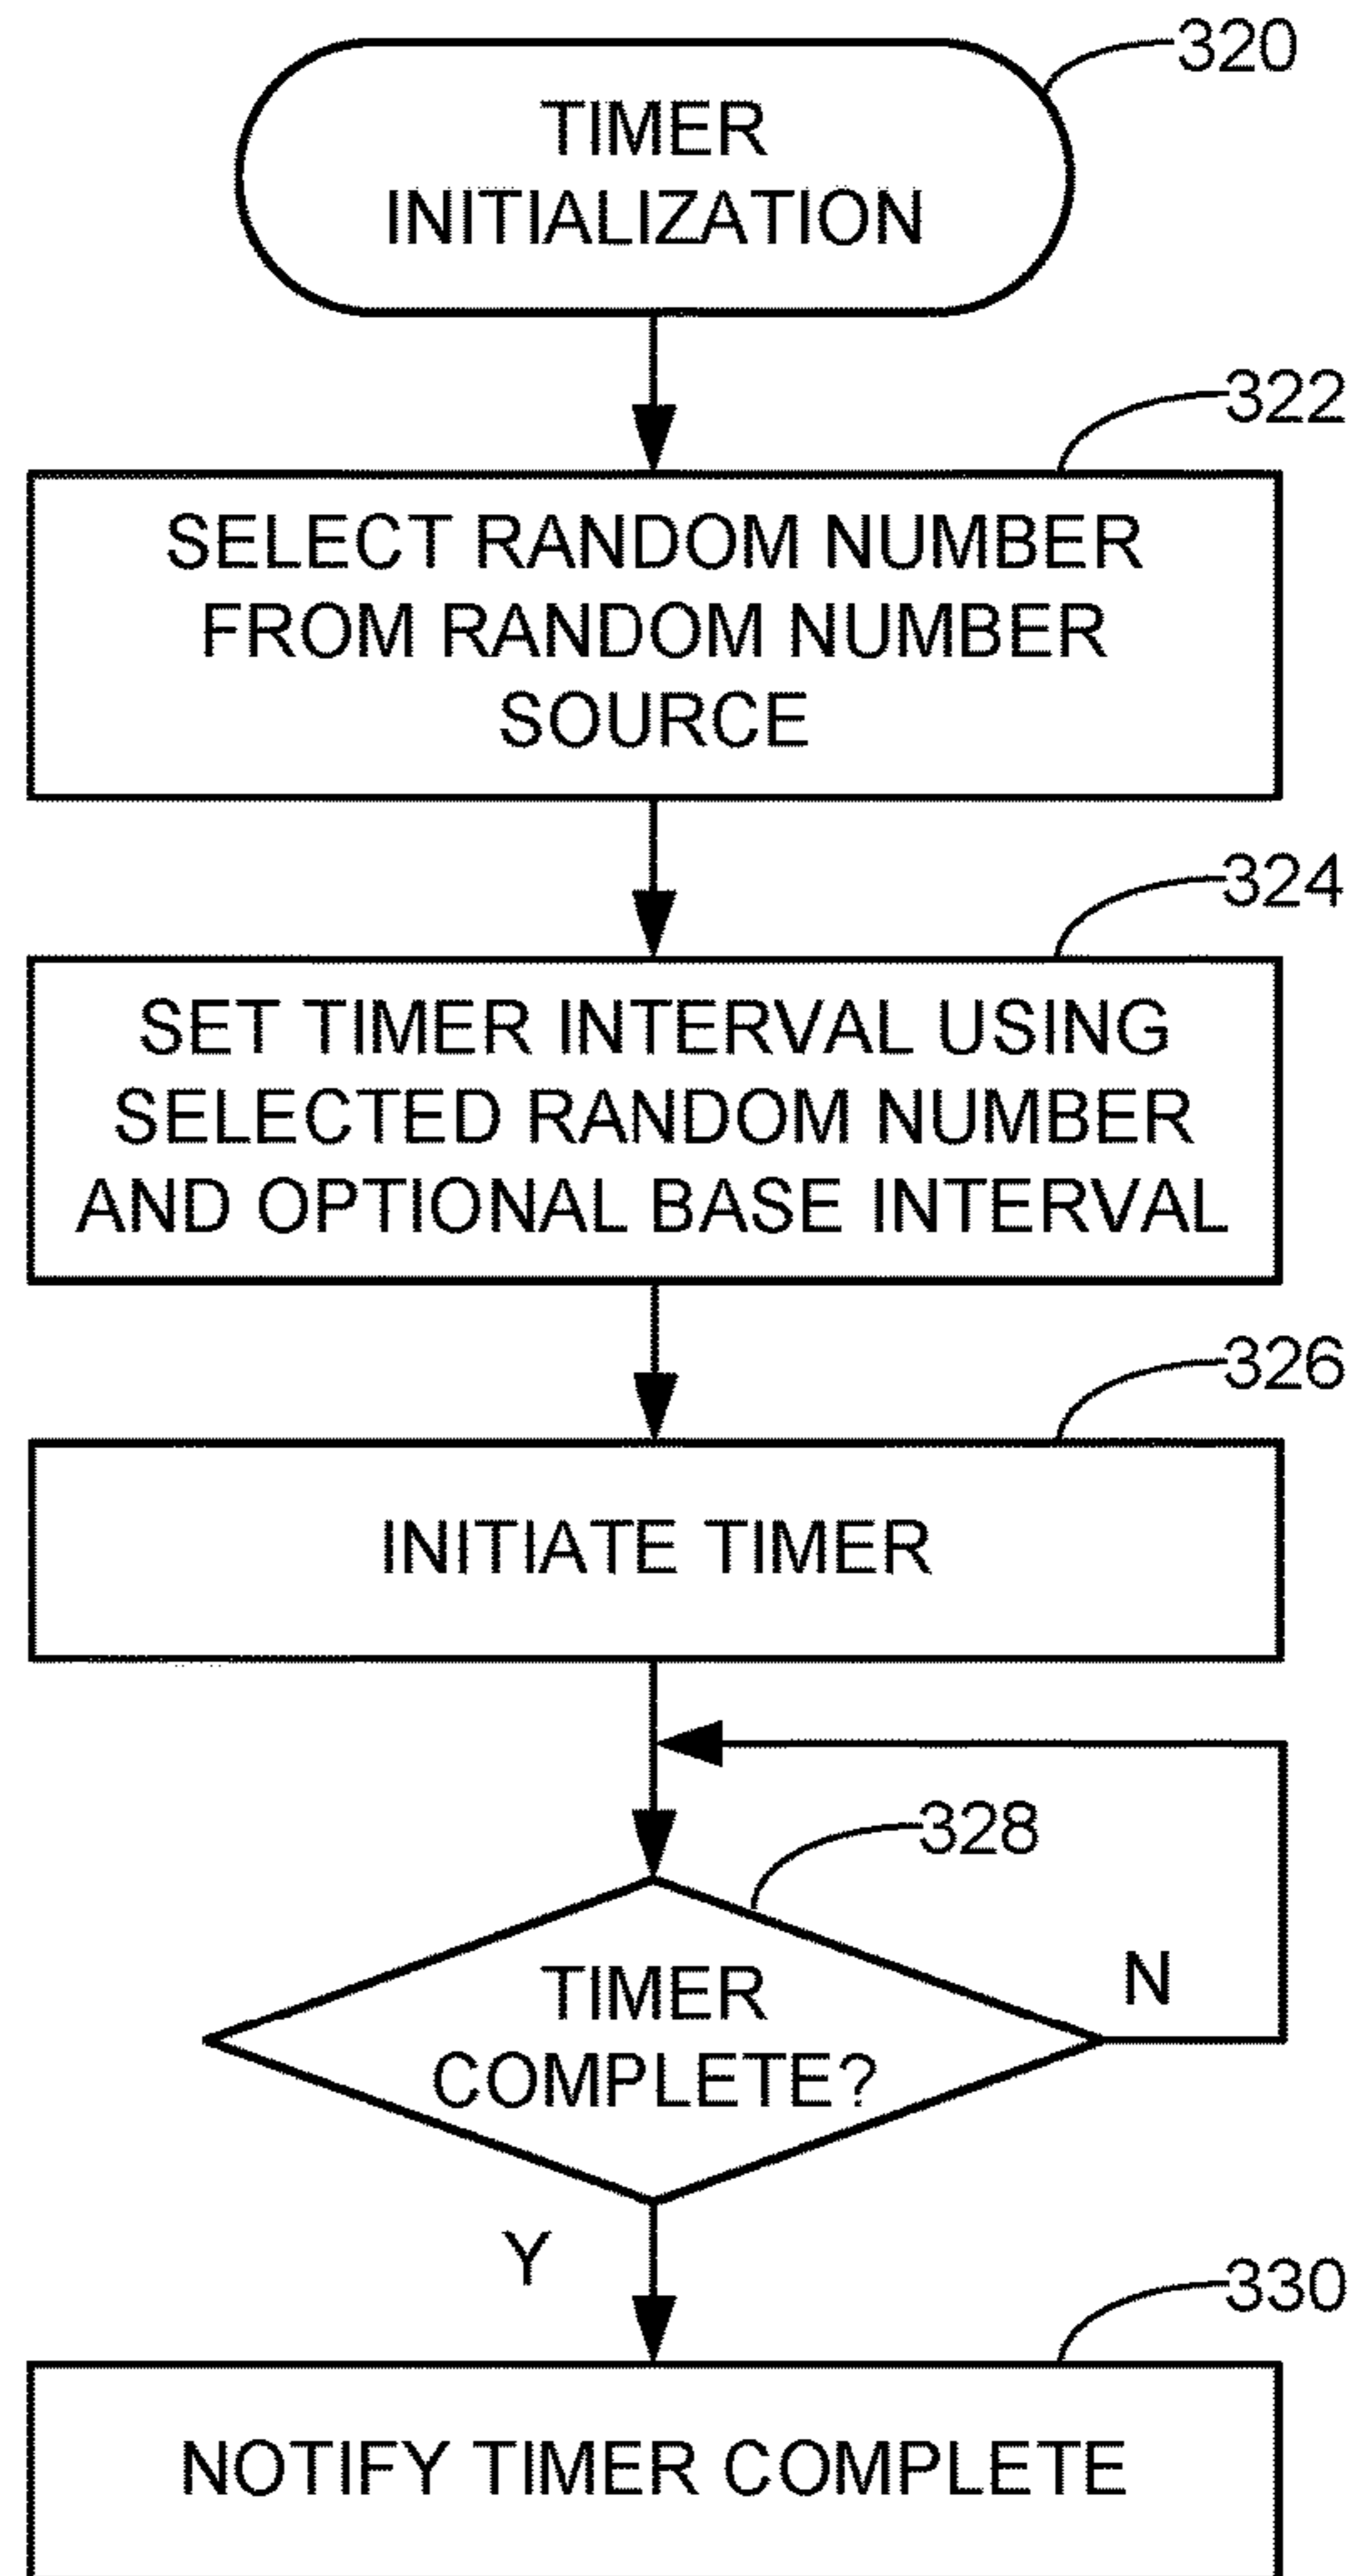 320
TIMER
INITIALIZATION
322
SELECT RANDOM NUMBER
FROM RANDOM NUMBER
SOURCE
324
SET TIMER INTERVAL USING
SELECTED RANDOM NUMBER
AND OPTIONAL BASE INTERVAL
326
INITIATE TIMER
328
TIMER
COMPLETE?
N
Y
330
NOTIFY TIMER COMPLETE